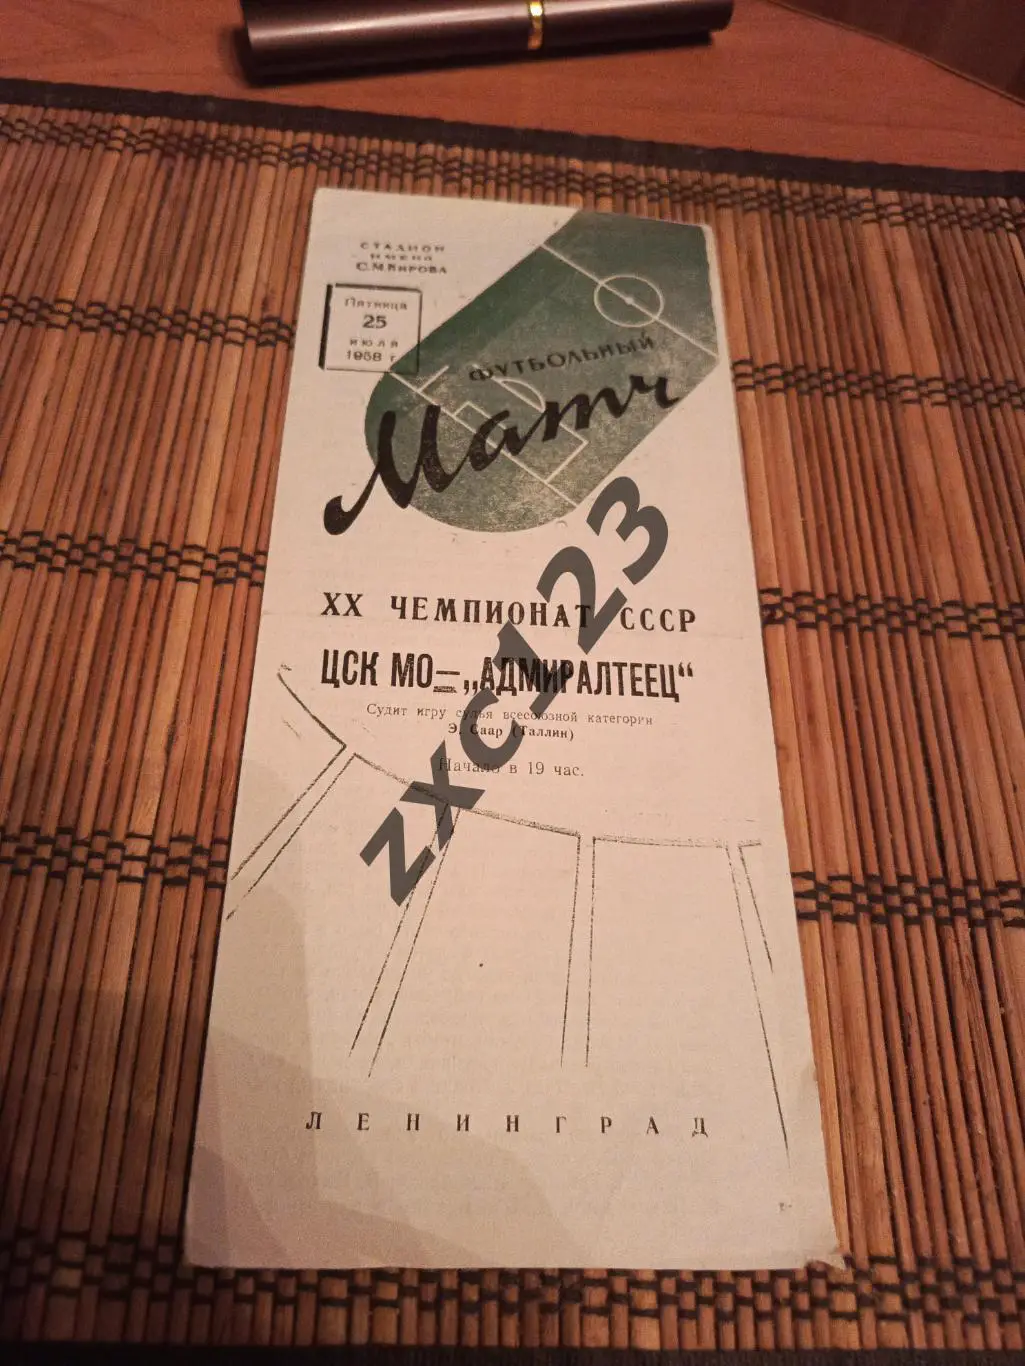 СТАДИОН
ИМЕНИ
С.М.КИРОВА
Пятница
25
июля
1958 г.
ФУТБОЛЬНЫЙ
Матч
XX ЧЕМПИОНАТ СССР
ЦСК МО—„АДМИРАЛТЕЕЦ“
Судит игру судья всесоюзной категории
Э. Саар (Таллин)
Начало в 19 час.
ЛЕНИНГРАД
zxc123